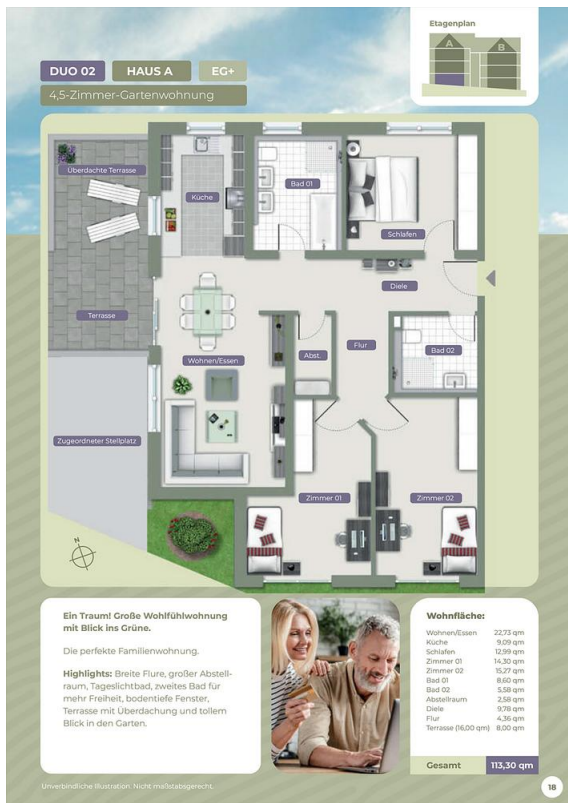 Etagenplan
A
B
DUO 02
HAUS A
EG+
4,5-Zimmer-Gartenwohnung
Überdachte Terrasse
Küche
Bad 01
Schlafen
Diele
Terrasse
Wohnen/Essen
Abst.
Flur
Bad 02
Zugeordneter Stellplatz
Zimmer 01
Zimmer 02
N
Ein Traum! Große Wohlfühlwohnung
mit Blick ins Grüne.
Die perfekte Familienwohnung.
Highlights: Breite Flure, großer Abstell-
raum, Tageslichtbad, zweites Bad für
mehr Freiheit, bodentiefe Fenster,
Terrasse mit Überdachung und tollem
Blick in den Garten.
Wohnfläche:
Wohnen/Essen 22,73 qm
Küche 9,09 qm
Schlafen 12,99 qm
Zimmer 01 14,30 qm
Zimmer 02 15,27 qm
Bad 01 8,60 qm
Bad 02 5,58 qm
Abstellraum 2,58 qm
Diele 9,78 qm
Flur 4,36 qm
Terrasse (16,00 qm) 8,00 qm
Gesamt 113,30 qm
Unverbindliche Illustration. Nicht maßstabsgerecht.
18